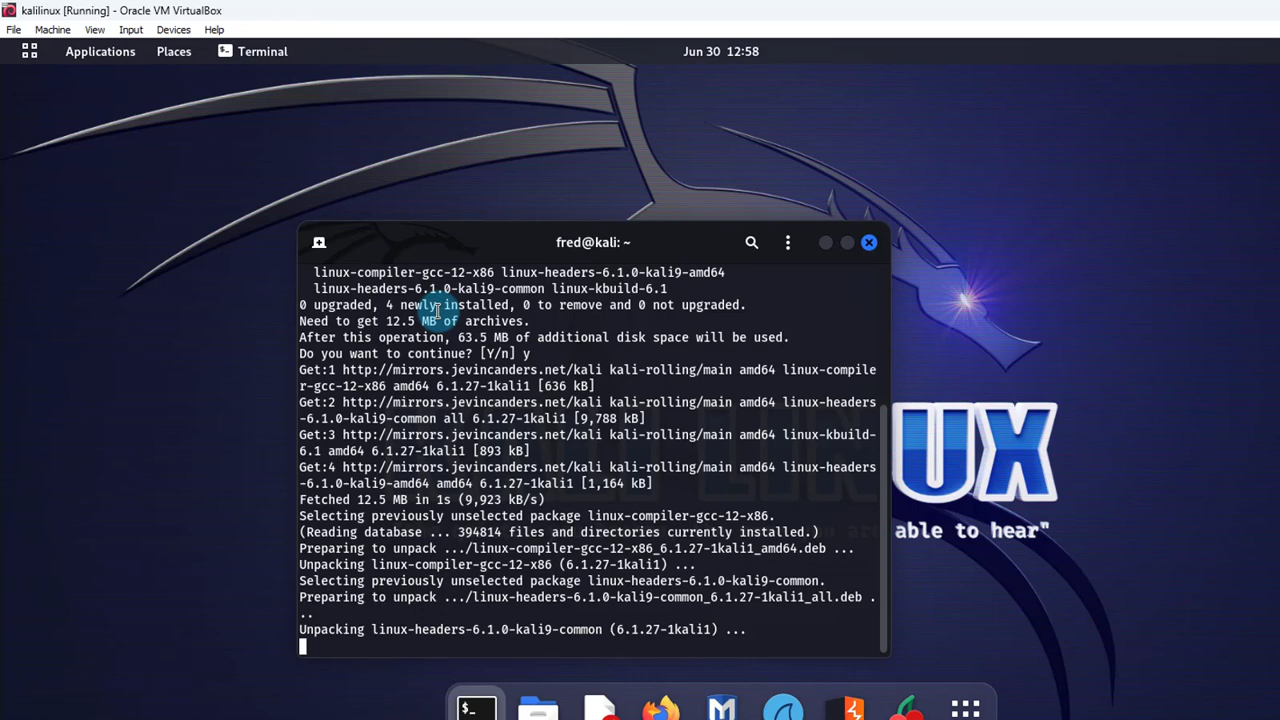 kalilinux [Running] - Oracle VM VirtualBox
File Machine View Input Devices Help
Applications Places Terminal Jun 30 12:58
fred@kali: ~
linux-compiler-gcc-12-x86 linux-headers-6.1.0-kali9-amd64
linux-headers-6.1.0-kali9-common linux-kbuild-6.1
0 upgraded, 4 newly installed, 0 to remove and 0 not upgraded.
Need to get 12.5 MB of archives.
After this operation, 63.5 MB of additional disk space will be used.
Do you want to continue? [Y/n] y
Get:1 http://mirrors.jevincanders.net/kali kali-rolling/main amd64 linux-compile
r-gcc-12-x86 amd64 6.1.27-1kali1 [636 kB]
Get:2 http://mirrors.jevincanders.net/kali kali-rolling/main amd64 linux-headers
-6.1.0-kali9-common all 6.1.27-1kali1 [9,788 kB]
Get:3 http://mirrors.jevincanders.net/kali kali-rolling/main amd64 linux-kbuild-
6.1 amd64 6.1.27-1kali1 [893 kB]
Get:4 http://mirrors.jevincanders.net/kali kali-rolling/main amd64 linux-headers
-6.1.0-kali9-amd64 amd64 6.1.27-1kali1 [1,164 kB]
Fetched 12.5 MB in 1s (9,923 kB/s)
Selecting previously unselected package linux-compiler-gcc-12-x86.
(Reading database ... 394814 files and directories currently installed.)
Preparing to unpack .../linux-compiler-gcc-12-x86_6.1.27-1kali1_amd64.deb ...
Unpacking linux-compiler-gcc-12-x86 (6.1.27-1kali1) ...
Selecting previously unselected package linux-headers-6.1.0-kali9-common.
Preparing to unpack .../linux-headers-6.1.0-kali9-common_6.1.27-1kali1_all.deb .
..
Unpacking linux-headers-6.1.0-kali9-common (6.1.27-1kali1) ...
UX
able to hear"
$_